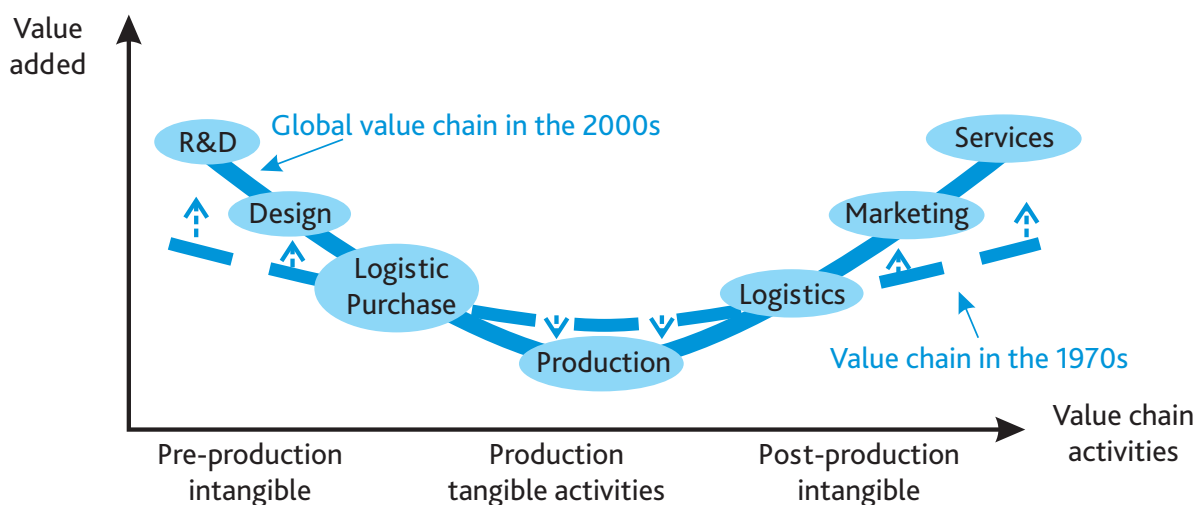 Value
added
Global value chain in the 2000s
R&D
Services
Design
Marketing
Logistic
Purchase
Logistics
Production
Value chain in the 1970s
Value chain
activities
Pre-production
intangible
Production
tangible activities
Post-production
intangible